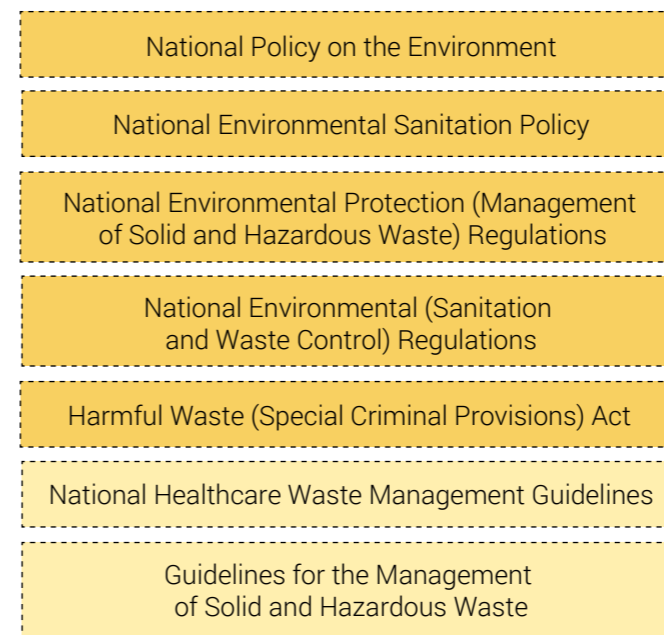 National Policy on the Environment
National Environmental Sanitation Policy
National Environmental Protection (Management
of Solid and Hazardous Waste) Regulations
National Environmental (Sanitation
and Waste Control) Regulations
Harmful Waste (Special Criminal Provisions) Act
National Healthcare Waste Management Guidelines
Guidelines for the Management
of Solid and Hazardous Waste